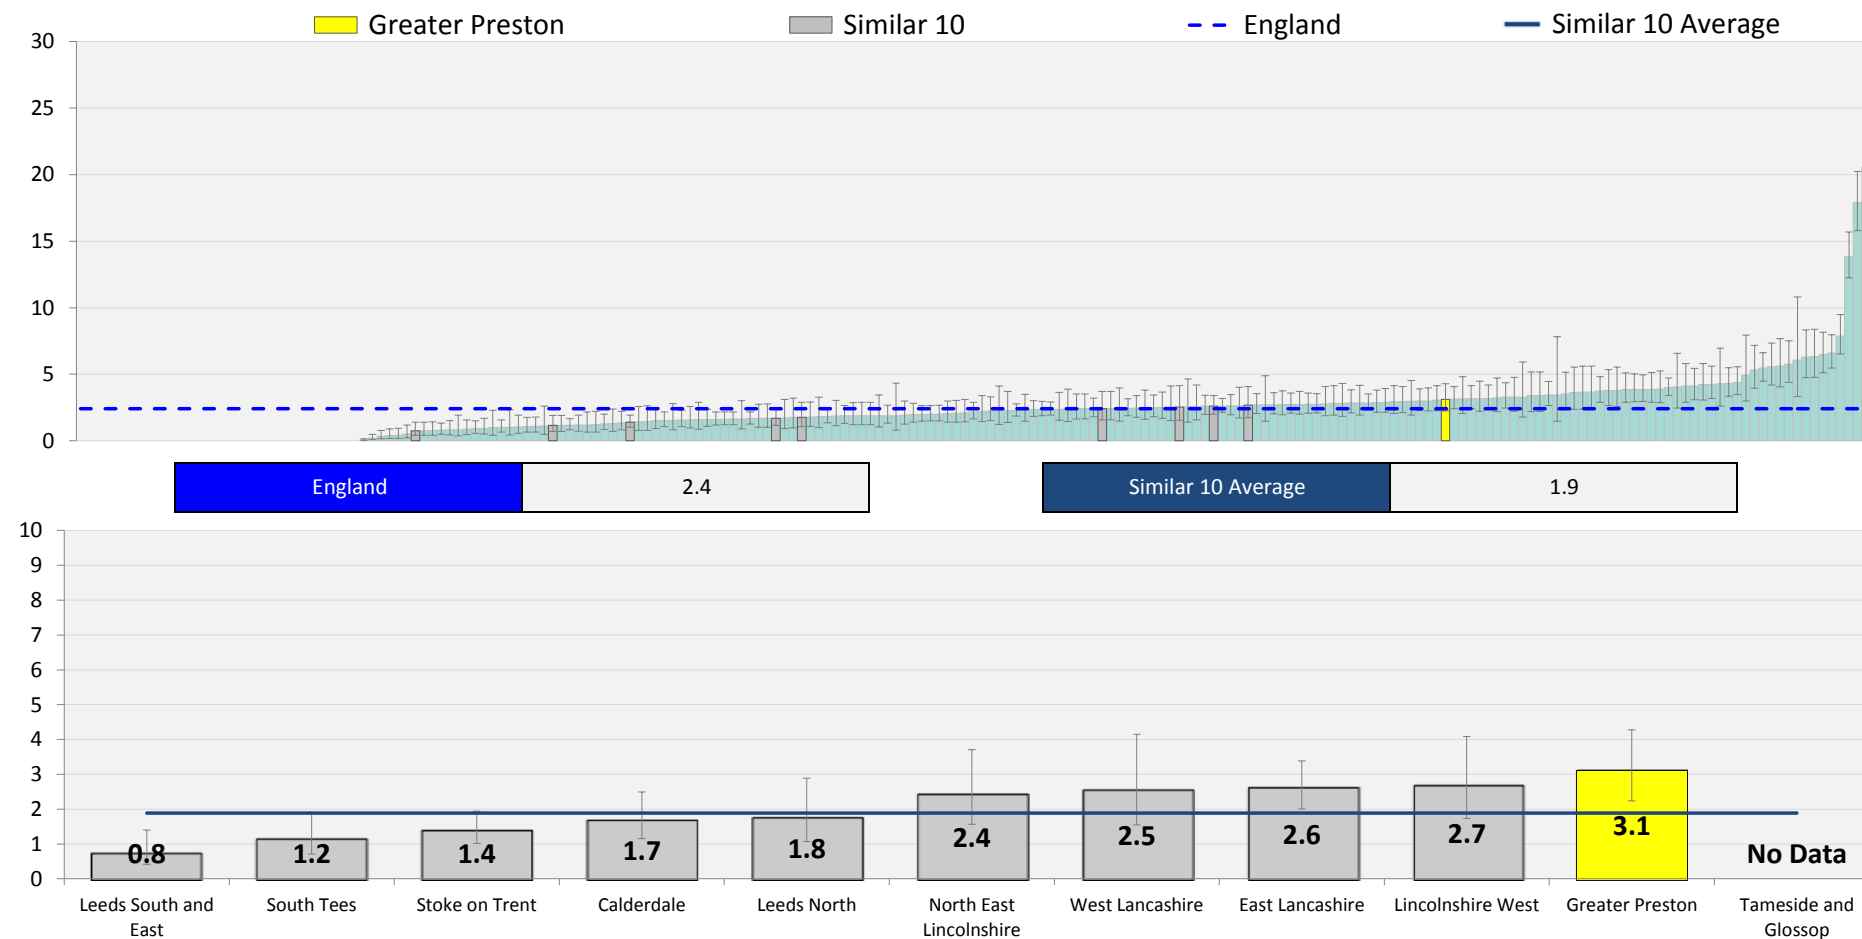 Greater Preston
Similar 10
England
Similar 10 Average
30
25
20
15
10
5
0
England
2.4
Similar 10 Average
1.9
10
9
8
7
6
5
4
3
2
1
0
0.8
1.2
1.4
1.7
1.8
2.4
2.5
2.6
2.7
3.1
No Data
Leeds South and
East
South Tees
Stoke on Trent
Calderdale
Leeds North
North East
Lincolnshire
West Lancashire
East Lancashire
Lincolnshire West
Greater Preston
Tameside and
Glossop